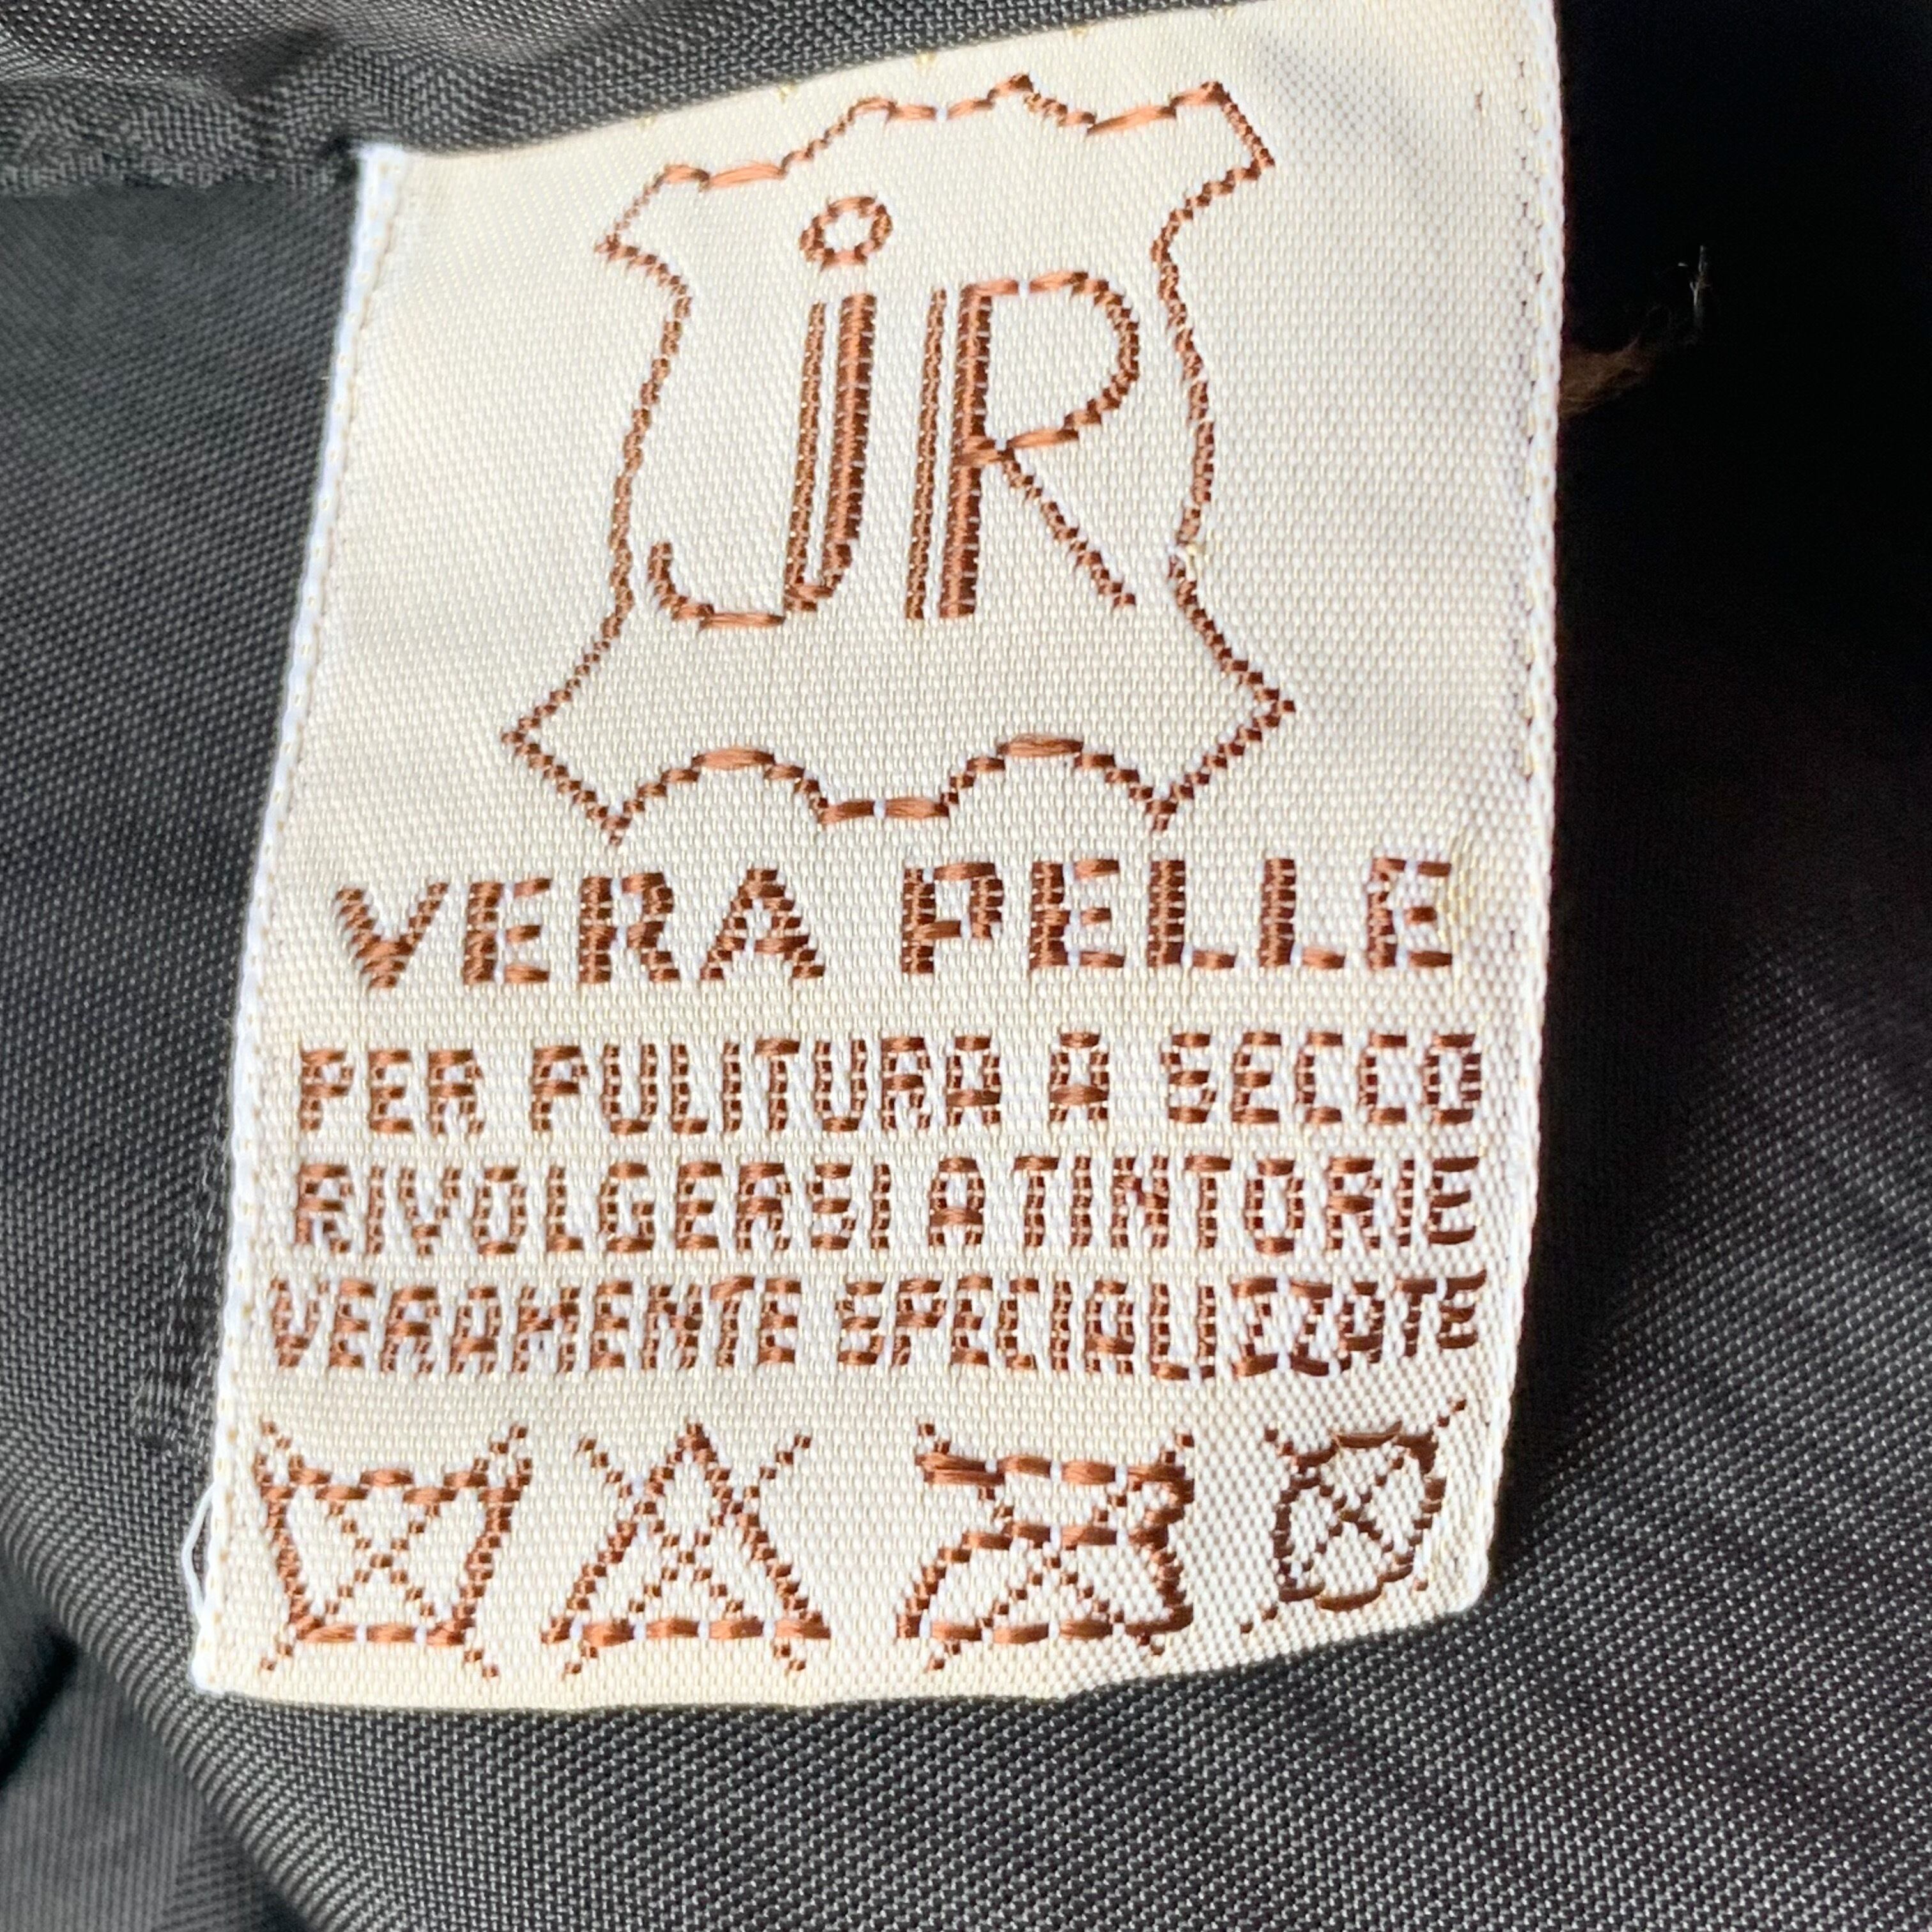 jR
VERA PELLE
PER PULITURA A SECCO
RIVOLGERSI A TINTORIE
VERAMENTE SPECIALIZZATE